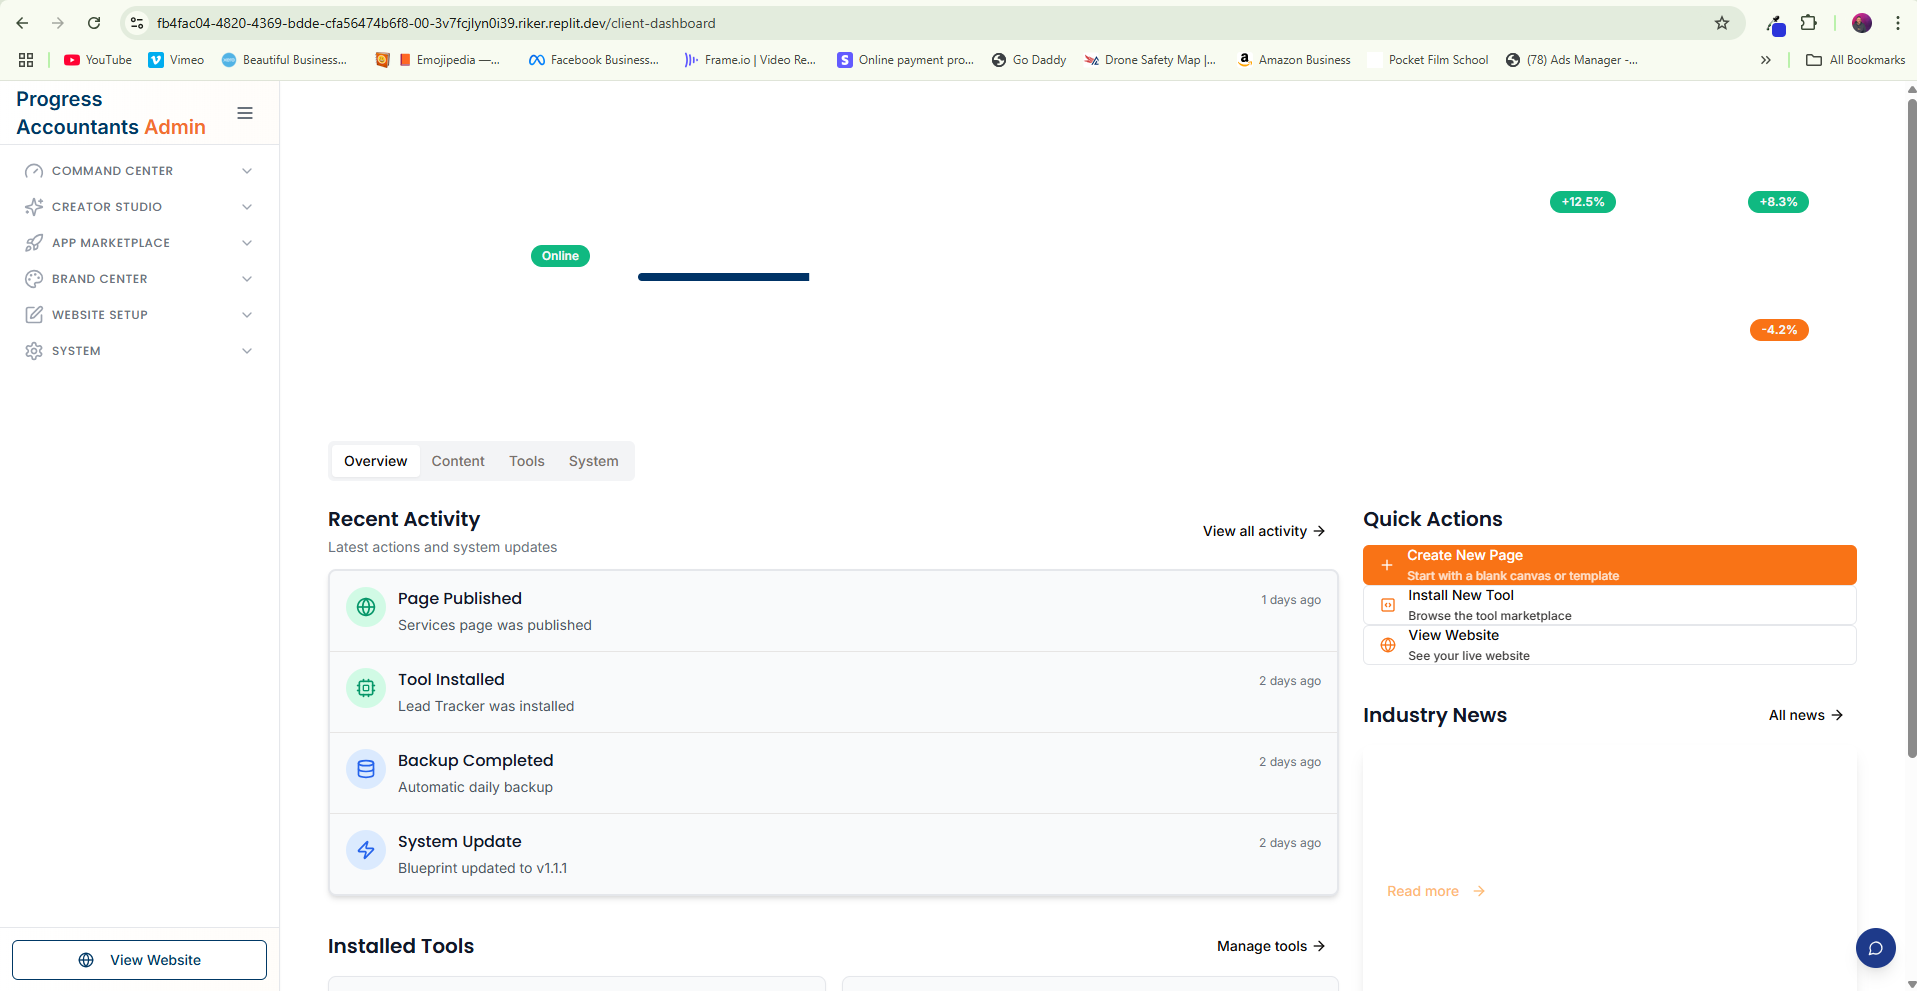 fb4fac04-4820-4369-bdde-cfa56474b6f8-00-3v7fcjlyn0i39.riker.replit.dev/client-dashboard
YouTube
Vimeo
Beautiful Business...
Emojipedia —...
Facebook Business...
Frame.io | Video Re...
Online payment pro...
Go Daddy
Drone Safety Map |...
Amazon Business
Pocket Film School
(78) Ads Manager -...
All Bookmarks
Progress
Accountants Admin
COMMAND CENTER
CREATOR STUDIO
APP MARKETPLACE
BRAND CENTER
WEBSITE SETUP
SYSTEM
View Website
+12.5%
+8.3%
Online
-4.2%
Overview
Content
Tools
System
Recent Activity
Latest actions and system updates
View all activity
Page Published
Services page was published
1 days ago
Tool Installed
Lead Tracker was installed
2 days ago
Backup Completed
Automatic daily backup
2 days ago
System Update
Blueprint updated to v1.1.1
2 days ago
Installed Tools
Manage tools
Quick Actions
Create New Page
Start with a blank canvas or template
Install New Tool
Browse the tool marketplace
View Website
See your live website
Industry News
All news
Read more